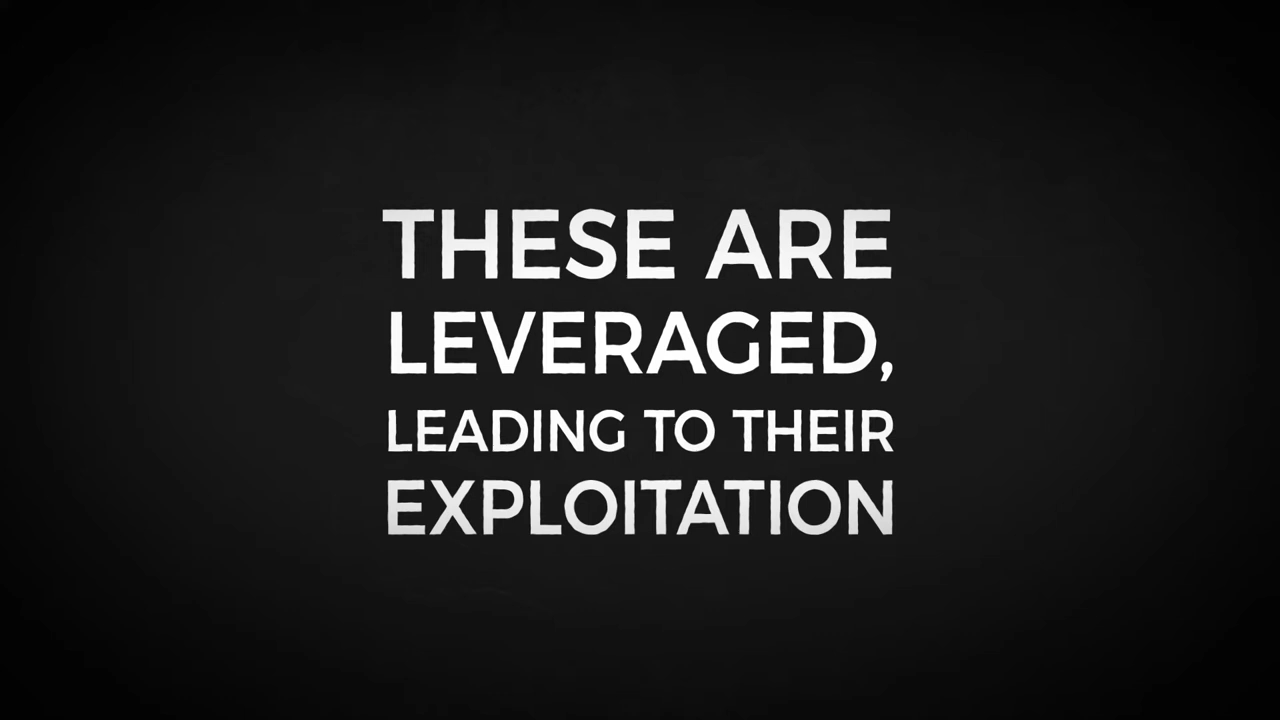 THESE ARE
LEVERAGED,
LEADING TO THEIR
EXPLOITATION